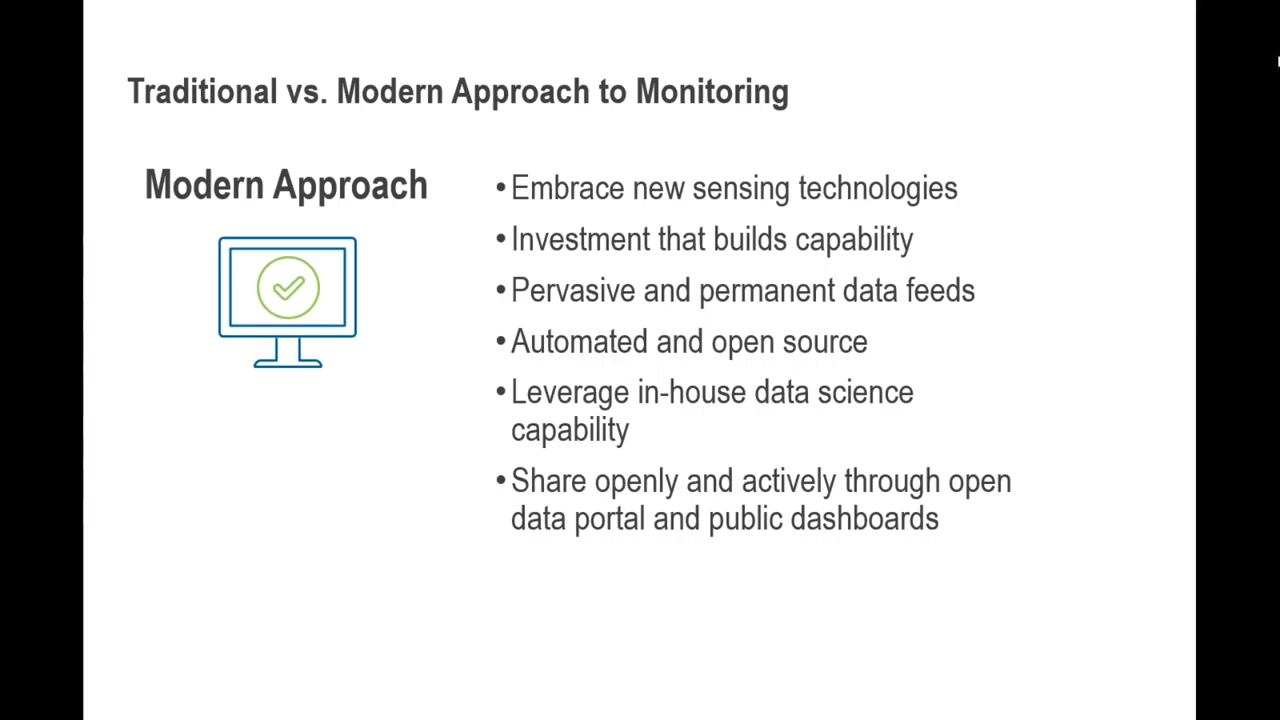 Traditional vs. Modern Approach to Monitoring
Modern Approach
•Embrace new sensing technologies
•Investment that builds capability
•Pervasive and permanent data feeds
•Automated and open source
•Leverage in-house data science
capability
•Share openly and actively through open
data portal and public dashboards